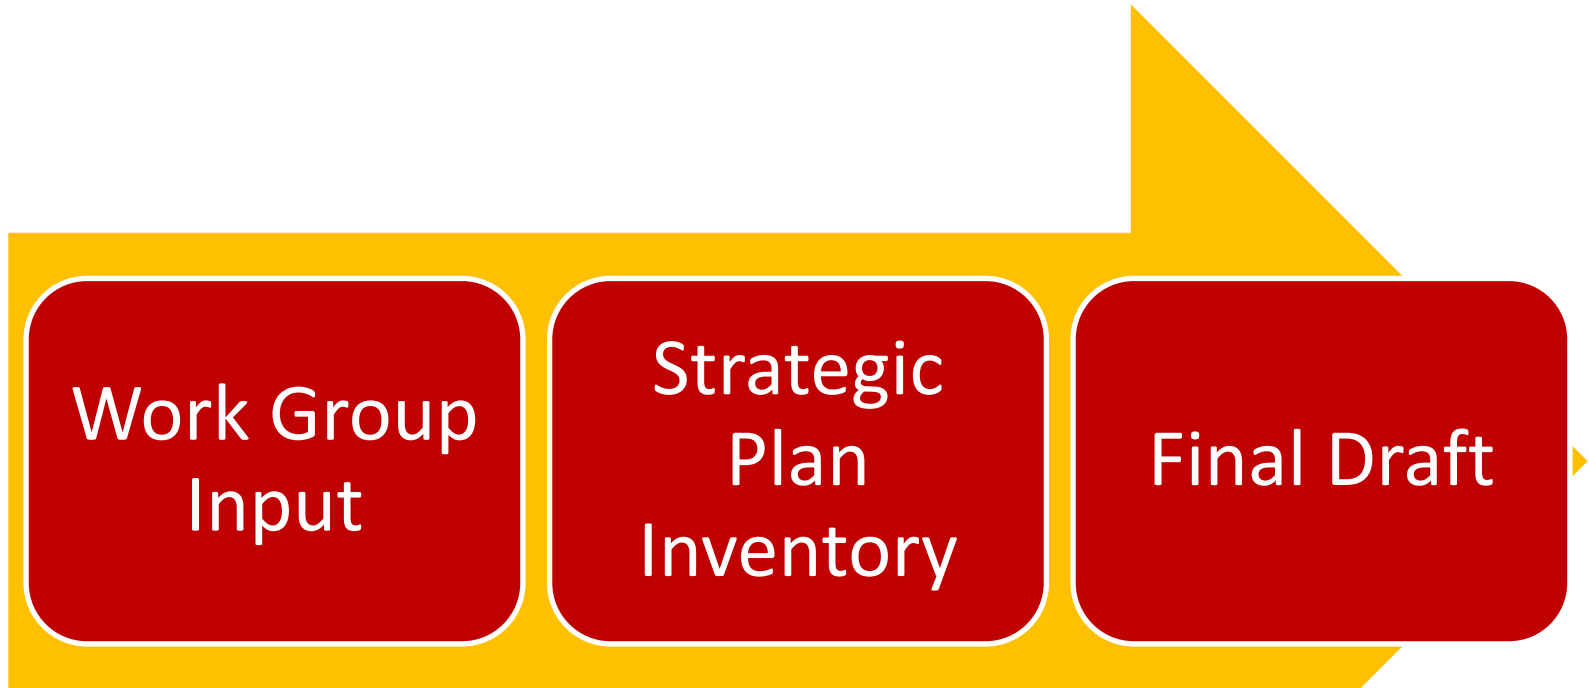 Work Group
Input
Strategic
Plan
Inventory
Final Draft